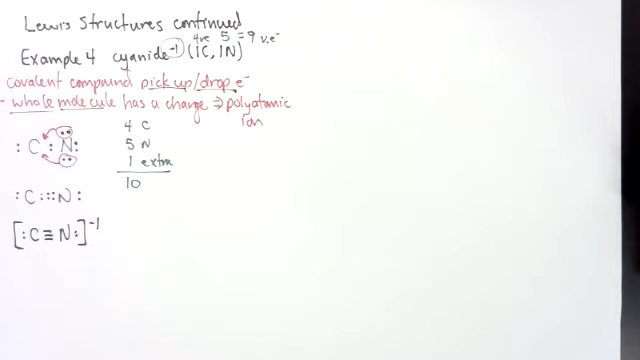 Lewis Structures continued
4ve 5 = 9 v.e⁻
Example 4 cyanide⁻¹ (1C, 1N)
covalent compound pick up/drop e⁻
- whole molecule has a charge ⇒ polyatomic
ion
: C : N :
4 C
5 N
1 extra
10
: C ::: N :
[:C≡N:]⁻¹